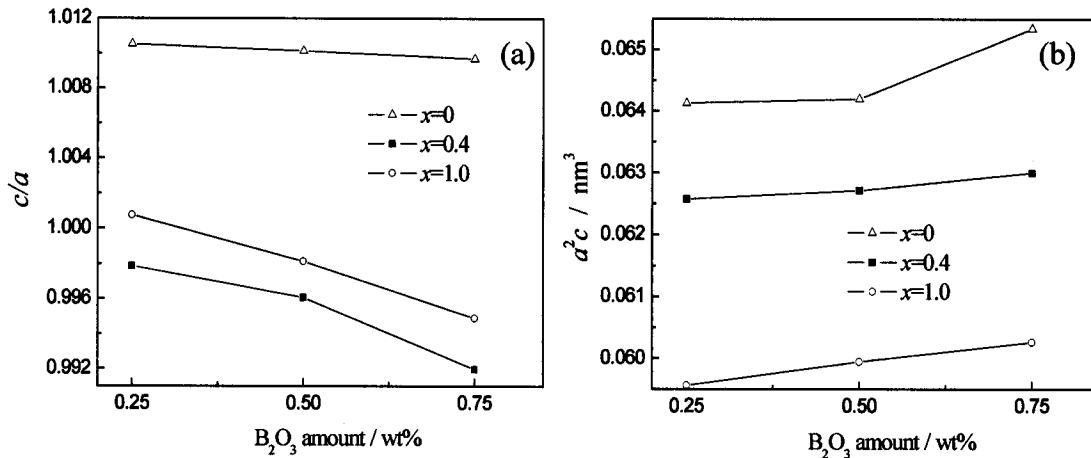 1.012
1.008
1.004
1.000
0.996
0.992
c/a
(a)
x=0
x=0.4
x=1.0
0.25 0.50 0.75
B₂O₃ amount / wt%
0.065
0.064
0.063
0.062
0.061
0.060
a²c / nm³
(b)
x=0
x=0.4
x=1.0
0.25 0.50 0.75
B₂O₃ amount / wt%